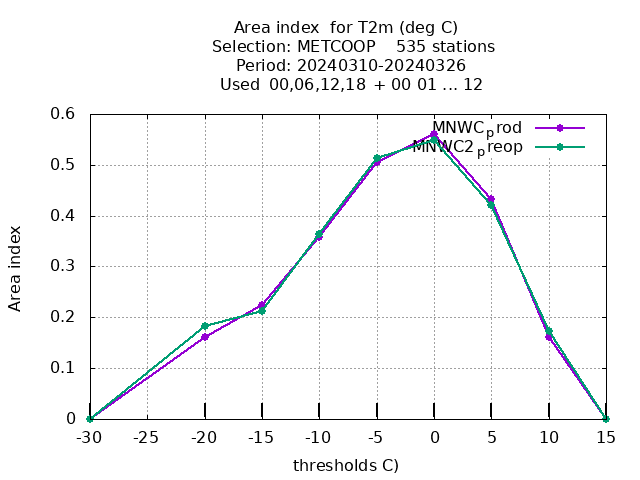 Area index  for T2m (deg C)
Selection: METCOOP    535 stations
Period: 20240310-20240326
Used  00,06,12,18  + 00 01 ... 12
MNWCprod
MNWC2preop
Area index
0.6
0.5
0.4
0.3
0.2
0.1
0
-30 -25 -20 -15 -10 -5 0 5 10 15
thresholds C)